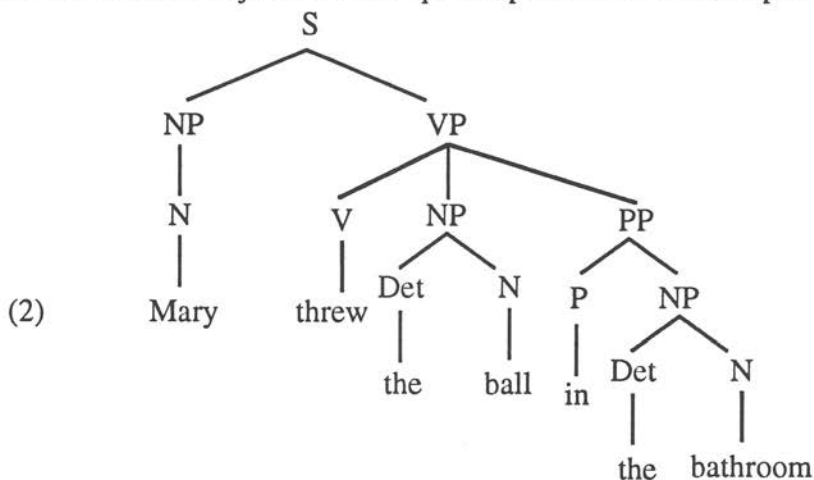 S
NP VP
N V NP PP
Det N P NP
(2) Mary threw
the ball in Det N
the bathroom